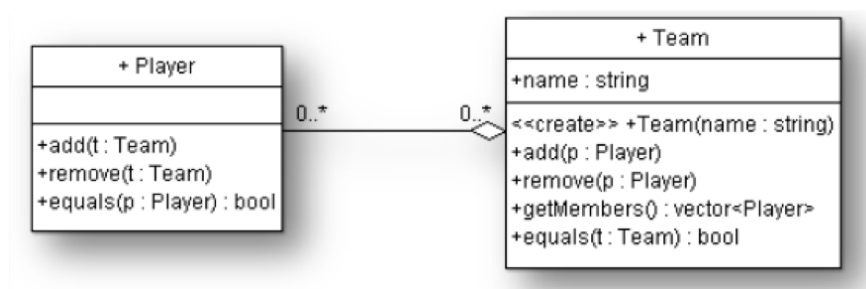 + Player
+add(t : Team)
+remove(t : Team)
+equals(p : Player) : bool
0..*
0..*
+ Team
+name : string
<<create>> +Team(name : string)
+add(p : Player)
+remove(p : Player)
+getMembers() : vector<Player>
+equals(t : Team) : bool